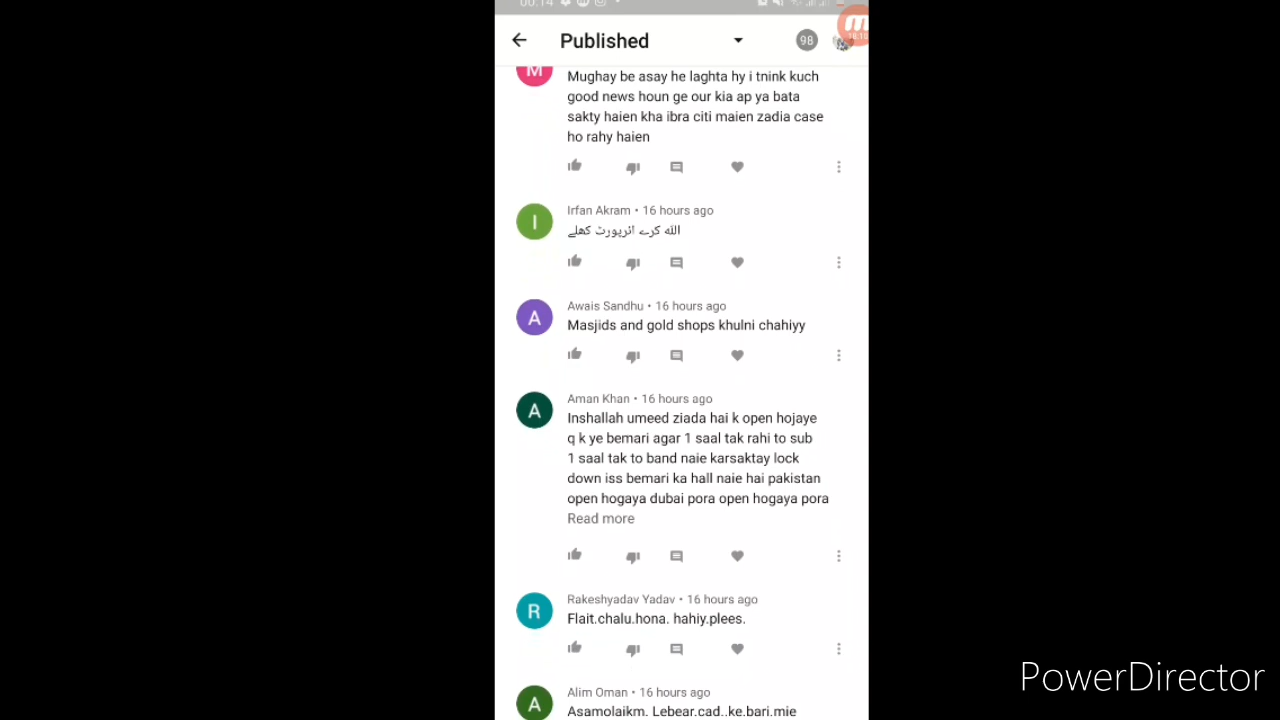 00:14
Published
98
18:10
M
Mughay be asay he laghta hy i tnink kuch
good news houn ge our kia ap ya bata
sakty haien kha ibra citi maien zadia case
ho rahy haien
I
Irfan Akram • 16 hours ago
اللہ کرے ائرپورٹ کھلے
A
Awais Sandhu • 16 hours ago
Masjids and gold shops khulni chahiyy
A
Aman Khan • 16 hours ago
Inshallah umeed ziada hai k open hojaye
q k ye bemari agar 1 saal tak rahi to sub
1 saal tak to band naie karsaktay lock
down iss bemari ka hall naie hai pakistan
open hogaya dubai pora open hogaya pora
Read more
R
Rakeshyadav Yadav • 16 hours ago
Flait.chalu.hona. hahiy.plees.
A
Alim Oman • 16 hours ago
Asamolaikm. Lebear.cad..ke.bari.mie
PowerDirector